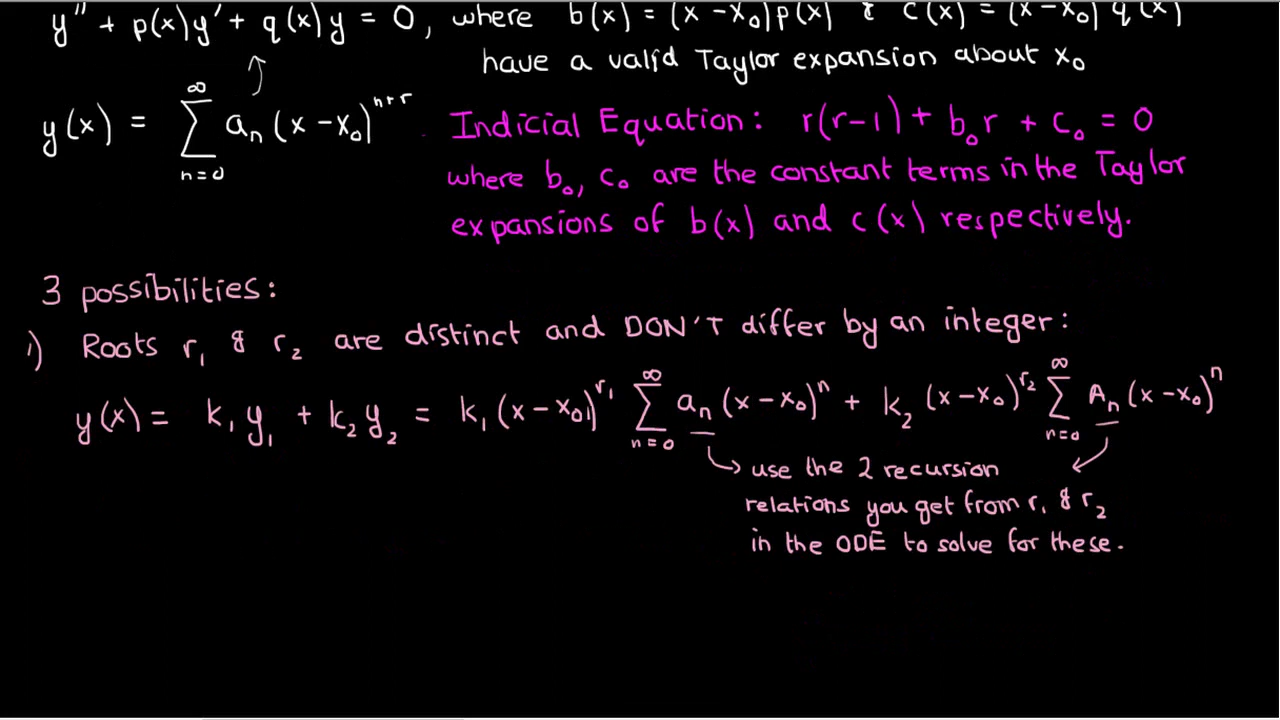 y'' + p(x)y' + q(x)y = 0, where b(x) = (x-x₀)p(x) & c(x) = (x-x₀) q(x)
have a valid Taylor expansion about x₀
y(x) = ∑_{n=0}^{∞} aₙ(x-x₀)^{n+r}
Indicial Equation: r(r-1) + b₀r + c₀ = 0
where b₀, c₀ are the constant terms in the Taylor
expansions of b(x) and c(x) respectively.
3 possibilities:
1) Roots r₁ & r₂ are distinct and DON'T differ by an integer:
y(x) = k₁y₁ + k₂y₂ = k₁(x-x₀)^{r₁} ∑_{n=0}^{∞} aₙ(x-x₀)^n + k₂(x-x₀)^{r₂} ∑_{n=0}^{∞} Aₙ(x-x₀)^n
use the 2 recursion
relations you get from r₁ & r₂
in the ODE to solve for these.